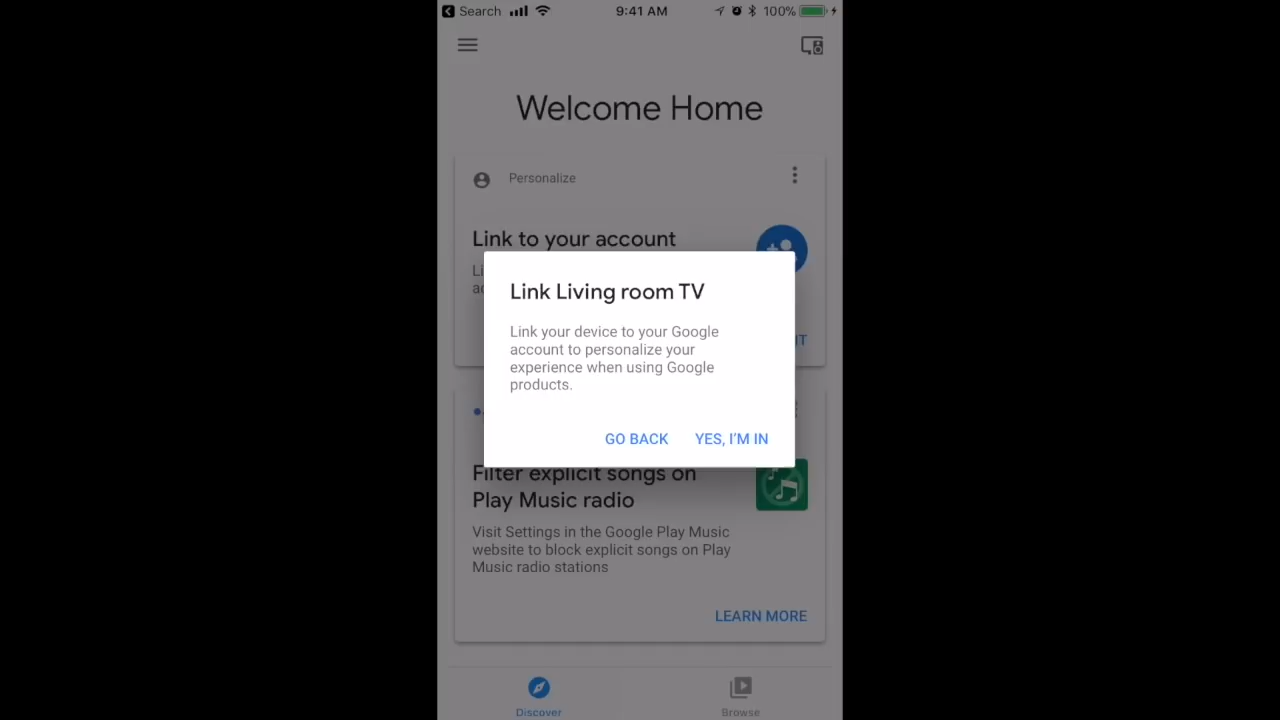 Search 9:41 AM 100%
Welcome Home
Personalize
Link to your account
Link Living room TV
Link your device to your Google
account to personalize your
experience when using Google
products.
GO BACK YES, I'M IN
Filter explicit songs on
Play Music radio
Visit Settings in the Google Play Music
website to block explicit songs on Play
Music radio stations
LEARN MORE
Discover Browse